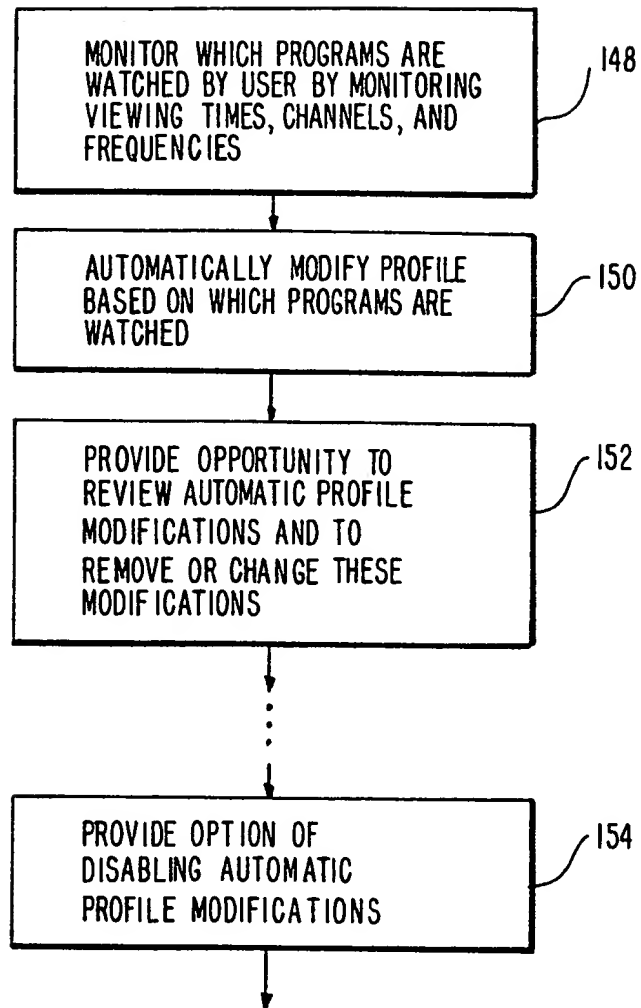 MONITOR WHICH PROGRAMS ARE
WATCHED BY USER BY MONITORING
VIEWING TIMES, CHANNELS, AND
FREQUENCIES
148
AUTOMATICALLY MODIFY PROFILE
BASED ON WHICH PROGRAMS ARE
WATCHED
150
PROVIDE OPPORTUNITY TO
REVIEW AUTOMATIC PROFILE
MODIFICATIONS AND TO
REMOVE OR CHANGE THESE
MODIFICATIONS
152
PROVIDE OPTION OF
DISABLING AUTOMATIC
PROFILE MODIFICATIONS
154